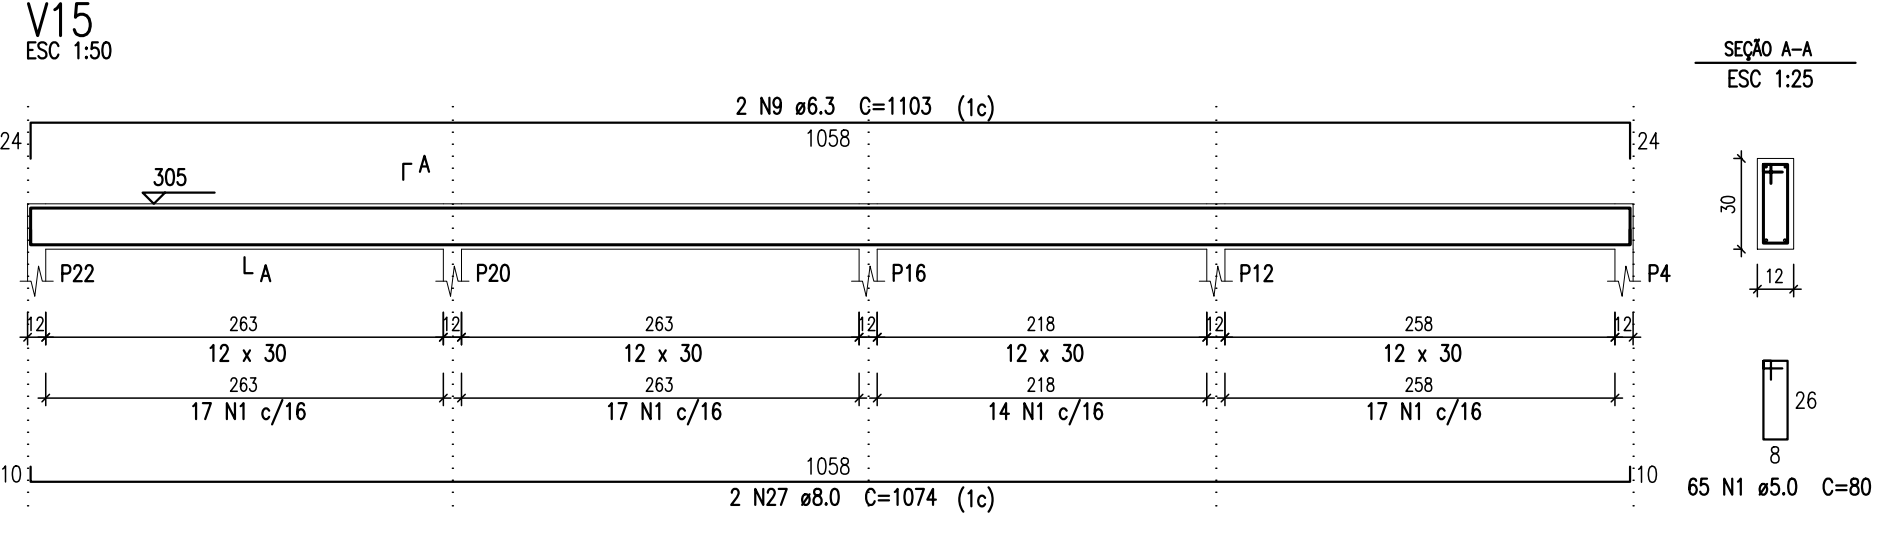 V15
ESC 1:50
SEÇÃO A-A
ESC 1:25
2 N9 ø6.3 C=1103 (1c)
24
1058
24
A
305
30
A
P22
P20
P16
P12
P4
12
12
263
12
263
12
218
12
258
12
12 x 30
12 x 30
12 x 30
12 x 30
263
263
218
258
17 N1 c/16
17 N1 c/16
14 N1 c/16
17 N1 c/16
26
8
10
1058
10
2 N27 ø8.0 C=1074 (1c)
65 N1 ø5.0 C=80